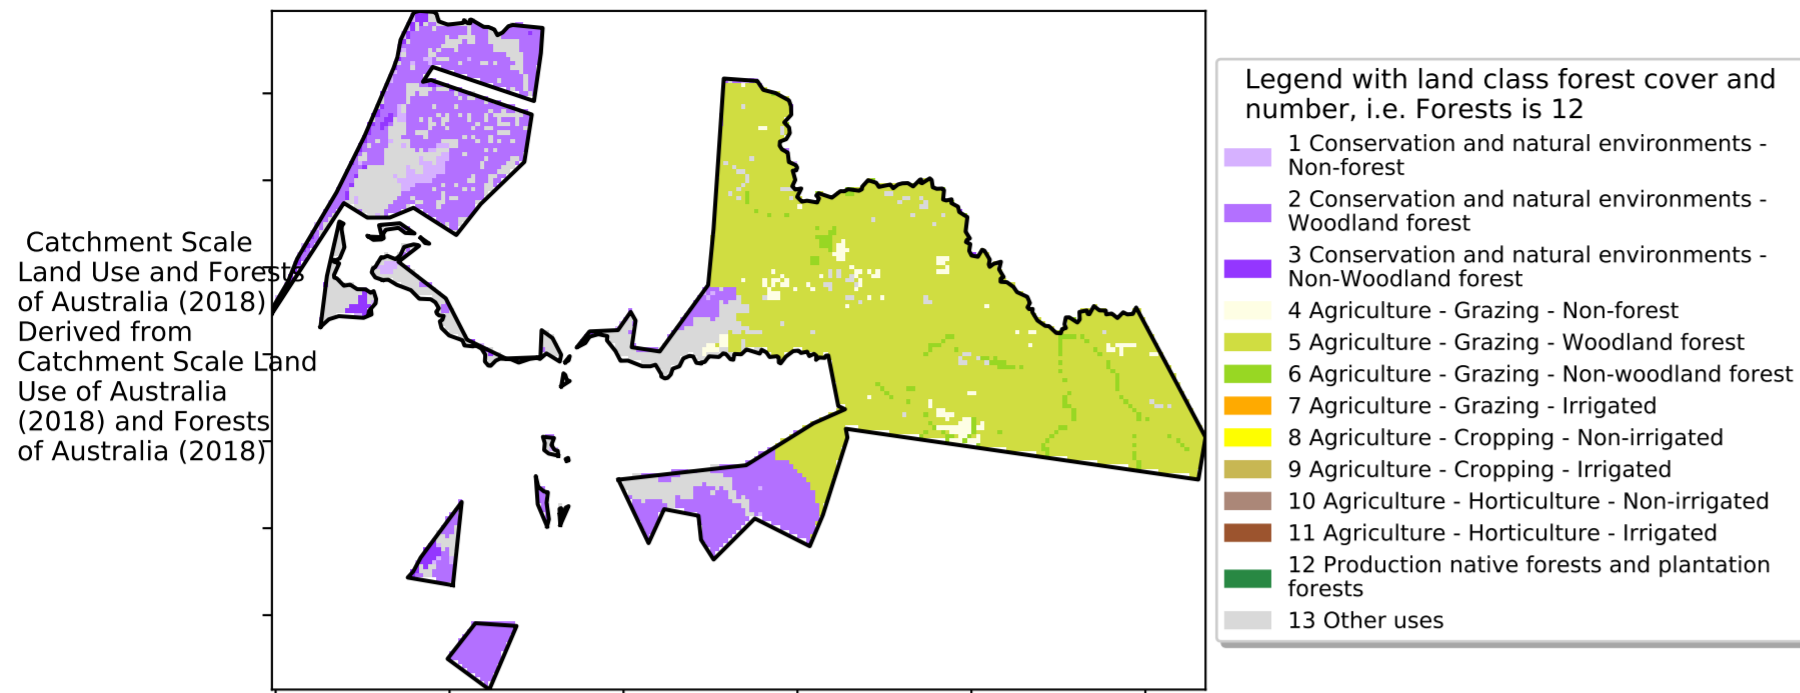 Catchment Scale
Land Use and Forests
of Australia (2018)
Derived from
Catchment Scale Land
Use of Australia
(2018) and Forests
of Australia (2018)
Legend with land class forest cover and
number, i.e. Forests is 12
1 Conservation and natural environments -
Non-forest
2 Conservation and natural environments -
Woodland forest
3 Conservation and natural environments -
Non-Woodland forest
4 Agriculture - Grazing - Non-forest
5 Agriculture - Grazing - Woodland forest
6 Agriculture - Grazing - Non-woodland forest
7 Agriculture - Grazing - Irrigated
8 Agriculture - Cropping - Non-irrigated
9 Agriculture - Cropping - Irrigated
10 Agriculture - Horticulture - Non-irrigated
11 Agriculture - Horticulture - Irrigated
12 Production native forests and plantation
forests
13 Other uses